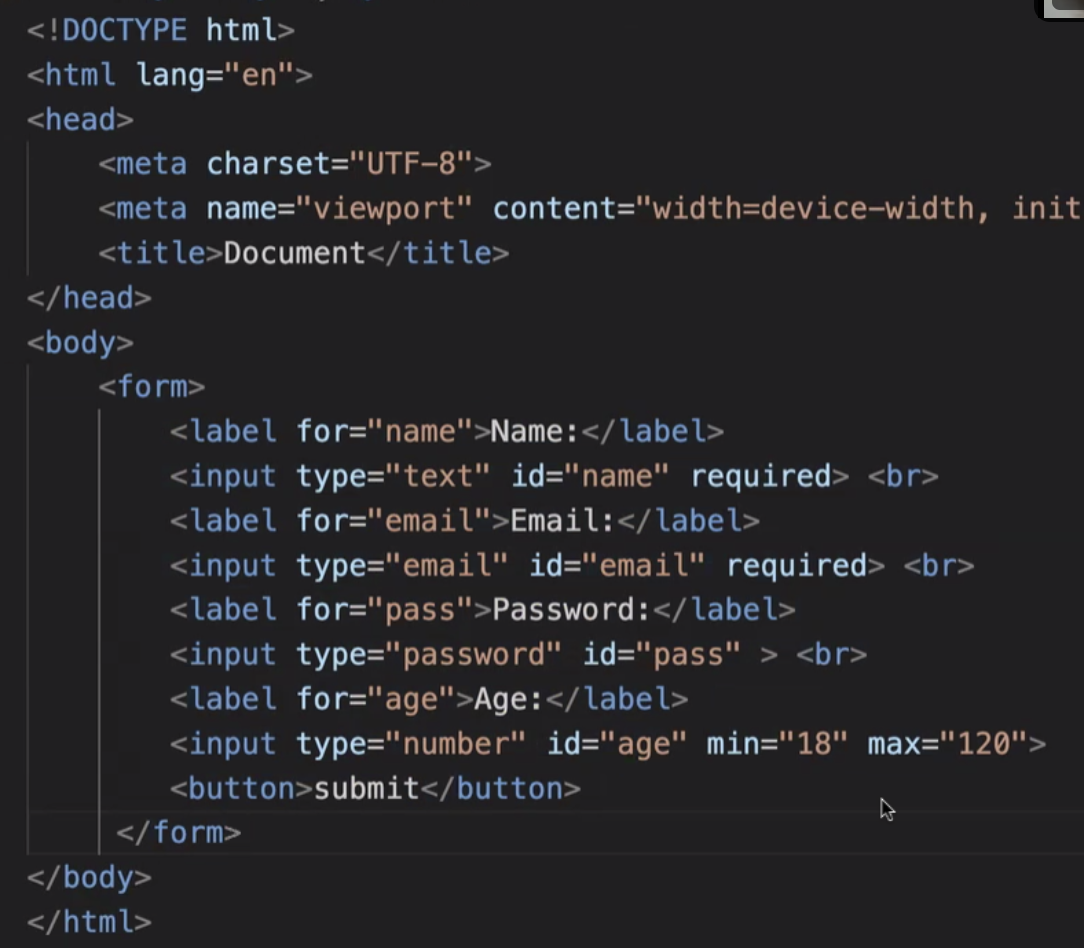 <!DOCTYPE html>
<html lang="en">
<head>
<meta charset="UTF-8">
<meta name="viewport" content="width=device-width, init
<title>Document</title>
</head>
<body>
<form>
<label for="name">Name:</label>
<input type="text" id="name" required> <br>
<label for="email">Email:</label>
<input type="email" id="email" required> <br>
<label for="pass">Password:</label>
<input type="password" id="pass" > <br>
<label for="age">Age:</label>
<input type="number" id="age" min="18" max="120">
<button>submit</button>
</form>
</body>
</html>